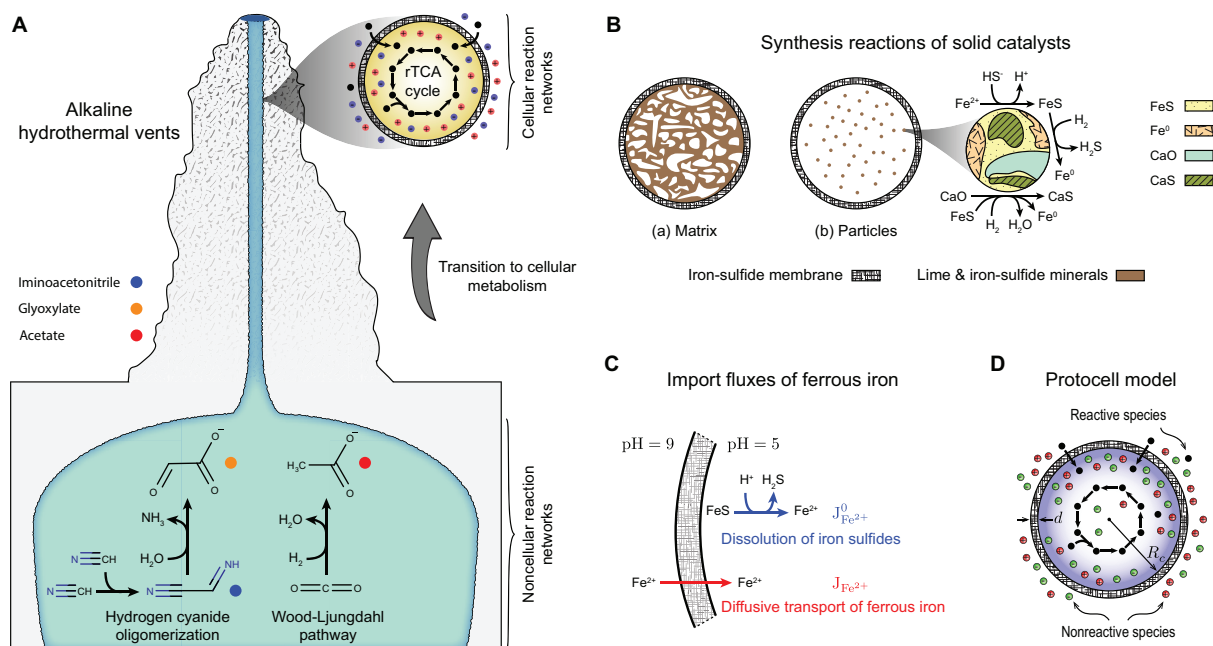 A
Alkaline
hydrothermal vents
rTCA
cycle
Cellular reaction
networks
Transition to cellular
metabolism
Iminoacetonitrile
Glyoxylate
Acetate
O⁻
O
O
H₃C
O⁻
O
NH₃
H₂O
H₂O
H₂
N
CH
N
CH
N
NH
O
C
O
Hydrogen cyanide
oligomerization
Wood-Ljungdahl
pathway
Noncellular reaction
networks
B
Synthesis reactions of solid catalysts
(a) Matrix
(b) Particles
HS⁻ H⁺
Fe²⁺ FeS
H₂
H₂S
Fe⁰
CaO CaS
FeS H₂ H₂O Fe⁰
FeS
Fe⁰
CaO
CaS
Iron-sulfide membrane
Lime & iron-sulfide minerals
C
Import fluxes of ferrous iron
pH = 9 pH = 5
H⁺ H₂S
FeS Fe²⁺ J⁰Fe²⁺
Dissolution of iron sulfides
Fe²⁺ Fe²⁺ JFe²⁺
Diffusive transport of ferrous iron
D
Protocell model
Reactive species
d
Rc
Nonreactive species